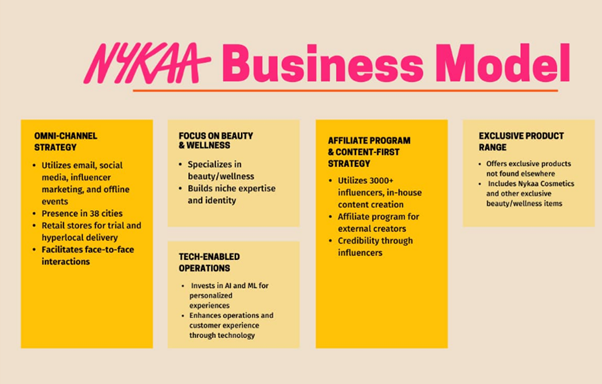 NYKAA Business Model
OMNI-CHANNEL
STRATEGY
• Utilizes email, social
media, influencer
marketing, and offline
events
• Presence in 38 cities
• Retail stores for trial and
hyperlocal delivery
• Facilitates face-to-face
interactions
FOCUS ON BEAUTY
& WELLNESS
• Specializes in
beauty/wellness
• Builds niche expertise
and identity
TECH-ENABLED
OPERATIONS
• Invests in AI and ML for
personalized
experiences
• Enhances operations and
customer experience
through technology
AFFILIATE PROGRAM
& CONTENT-FIRST
STRATEGY
• Utilizes 3000+
influencers, in-house
content creation
• Affiliate program for
external creators
• Credibility through
influencers
EXCLUSIVE PRODUCT
RANGE
• Offers exclusive products
not found elsewhere
• Includes Nykaa Cosmetics
and other exclusive
beauty/wellness items